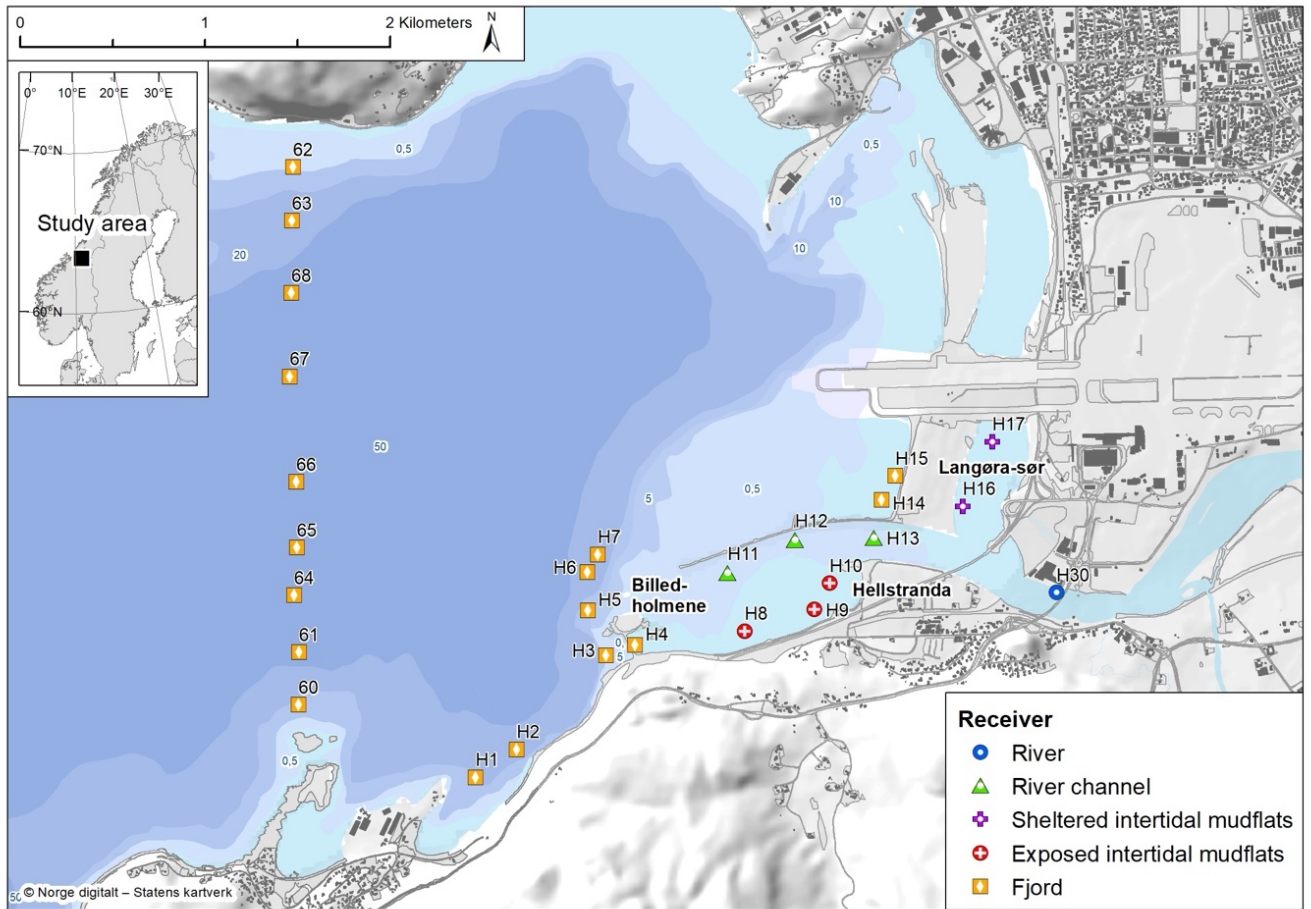 0 1 2 Kilometers
N
0° 10°E 20°E 30°E
70°N
Study area
60°N
62
0,5
0,5
63
10
20
10
68
67
50
H17
66
H15
Langøra-sør
5
0,5
H16
H14
65
H12
H13
H7
H11
H6
H10
H30
64
Billed-
holmene
Hellstranda
H5
H9
H8
61
H4
H3
0,
5
60
H2
0,5
H1
Receiver
River
River channel
Sheltered intertidal mudflats
Exposed intertidal mudflats
Fjord
50
© Norge digitalt – Statens kartverk